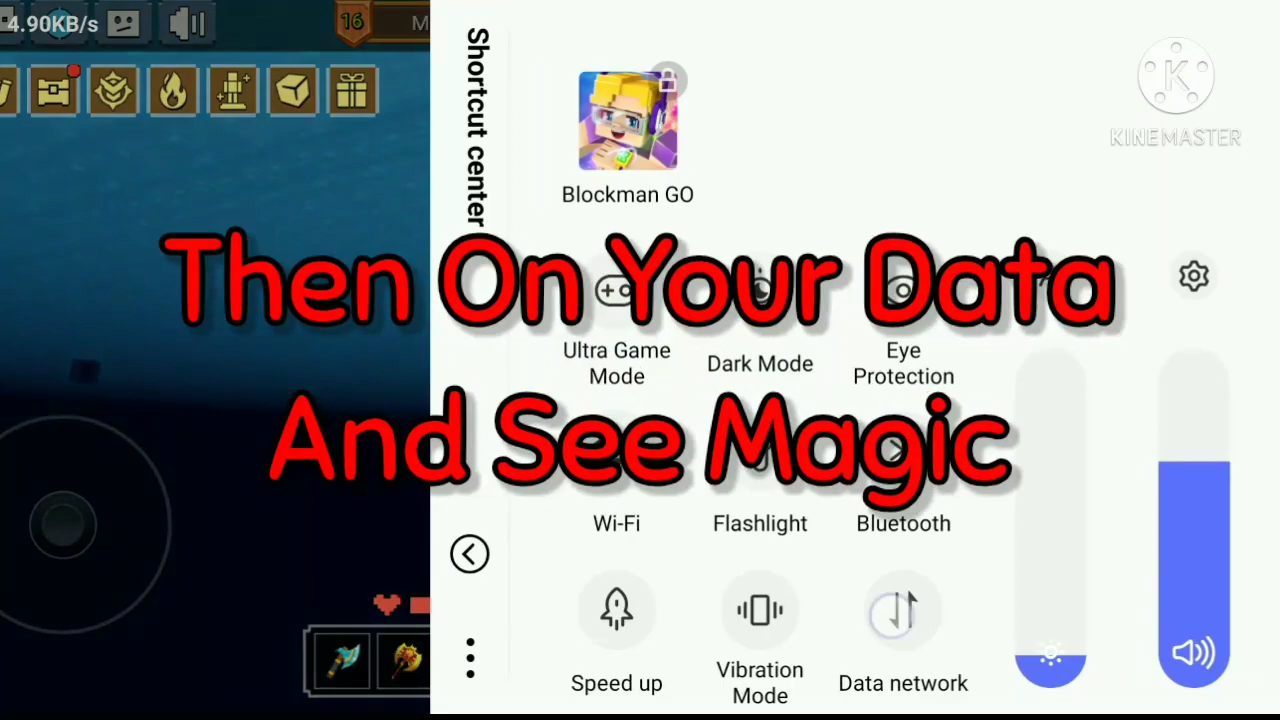 4.90KB/s
16
M
Shortcut center
KINEMASTER
Blockman GO
Then On Your Data
Ultra Game
Mode
Dark Mode
Eye
Protection
And See Magic
Wi-Fi
Flashlight
Bluetooth
Speed up
Vibration
Mode
Data network